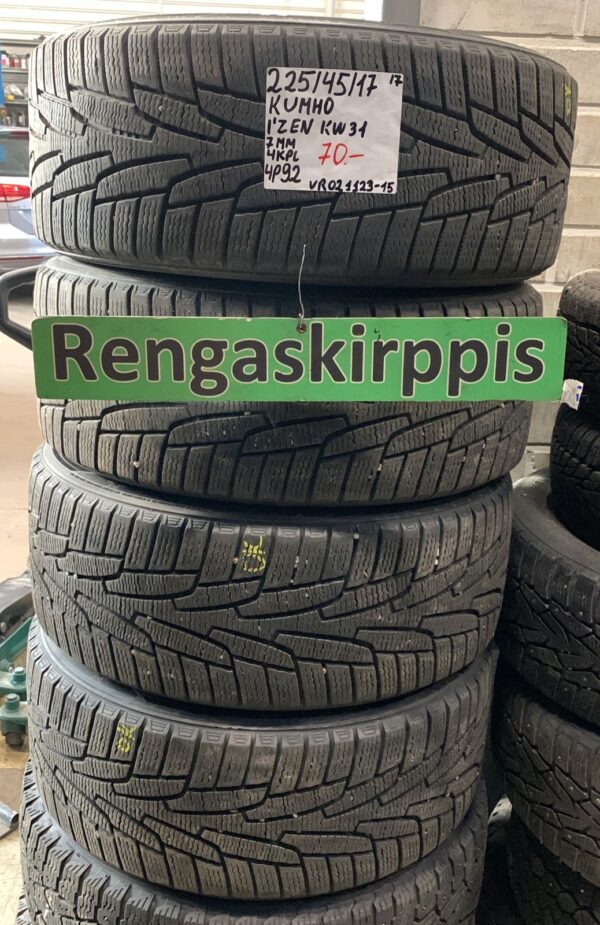 225/45/17 17
KUMHO
I'ZEN KW31
7MM
4KPL 70.-
4P92 VR021123-15
Rengaskirppis